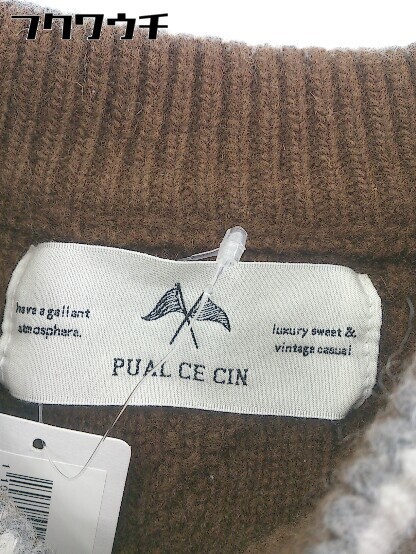 フクワウチ
have a gallant
atmosphere.
luxury sweet &
vintage casual
PUAL CE CIN